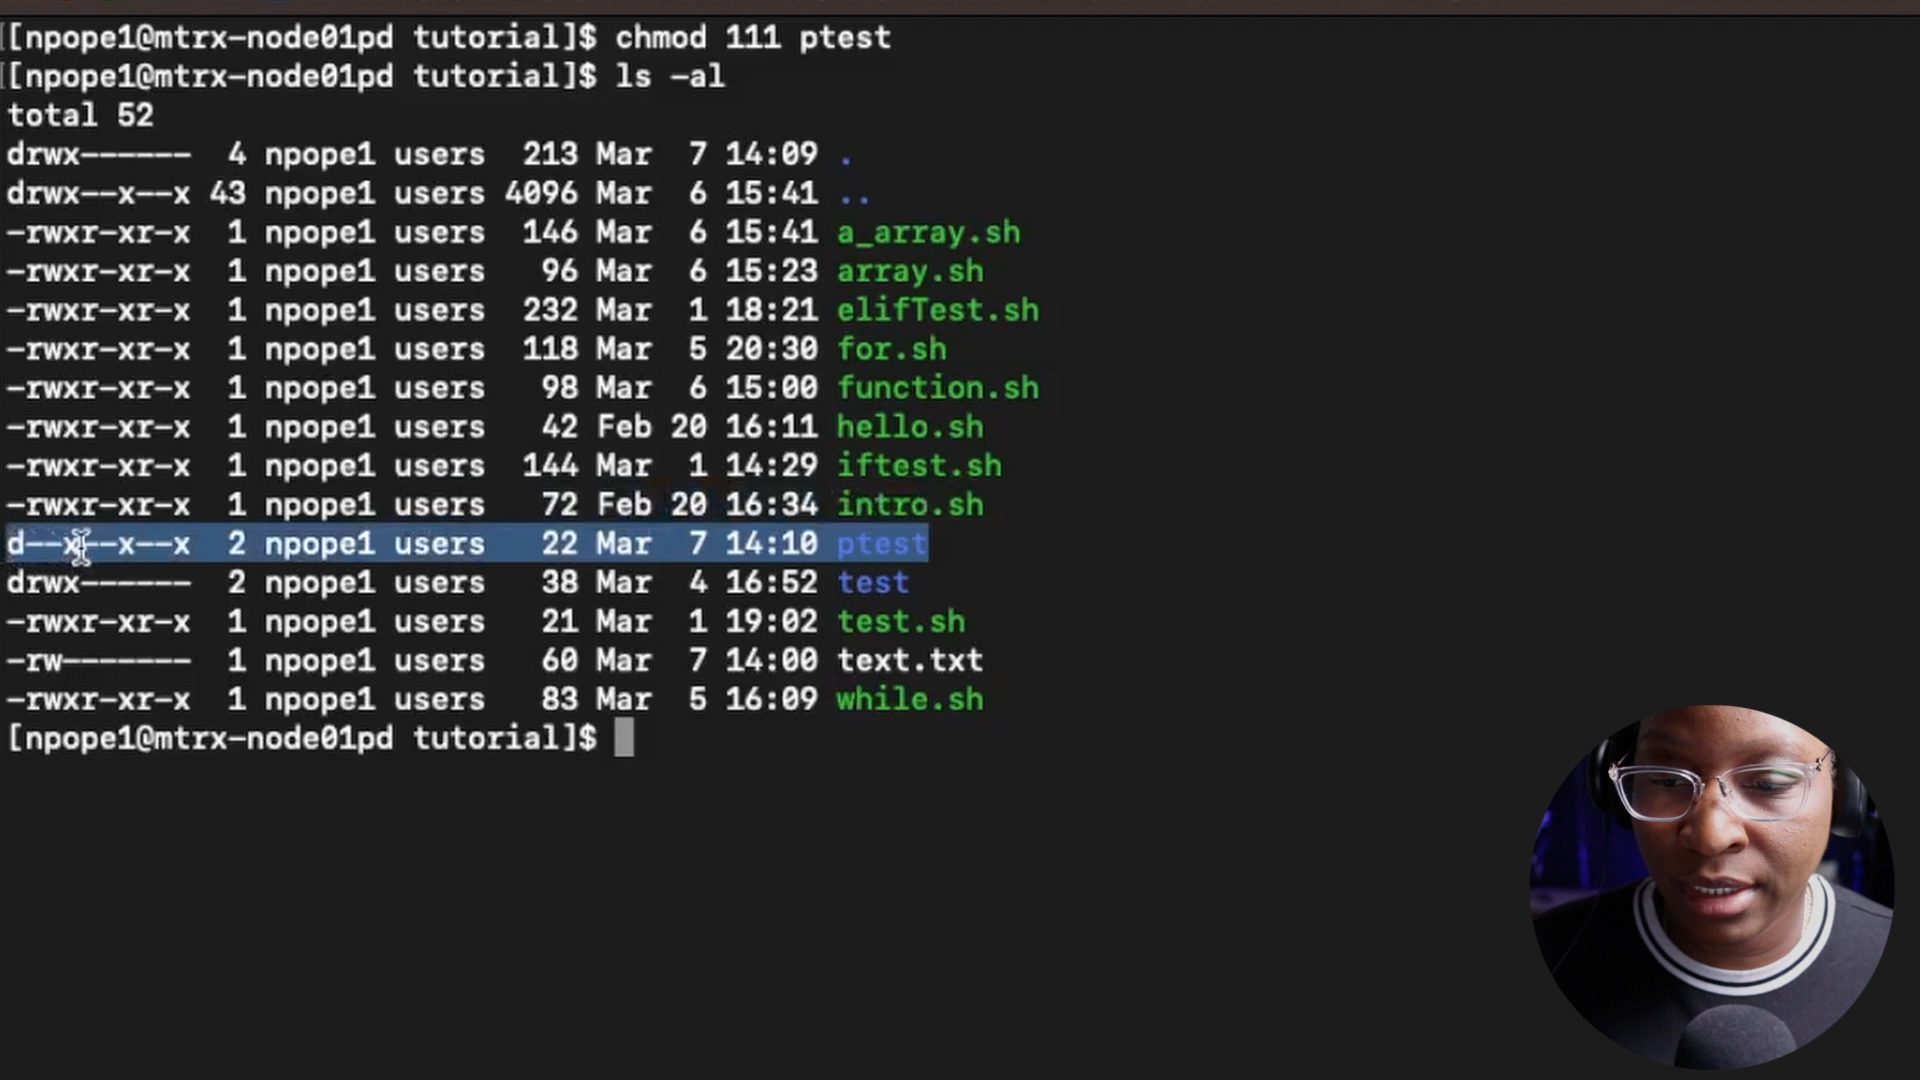 [[npope1@mtrx-node01pd tutorial]$ chmod 111 ptest
[[npope1@mtrx-node01pd tutorial]$ ls -al
total 52
drwx------ 4 npope1 users 213 Mar 7 14:09 .
drwx--x--x 43 npope1 users 4096 Mar 6 15:41 ..
-rwxr-xr-x 1 npope1 users 146 Mar 6 15:41 a_array.sh
-rwxr-xr-x 1 npope1 users 96 Mar 6 15:23 array.sh
-rwxr-xr-x 1 npope1 users 232 Mar 1 18:21 elifTest.sh
-rwxr-xr-x 1 npope1 users 118 Mar 5 20:30 for.sh
-rwxr-xr-x 1 npope1 users 98 Mar 6 15:00 function.sh
-rwxr-xr-x 1 npope1 users 42 Feb 20 16:11 hello.sh
-rwxr-xr-x 1 npope1 users 144 Mar 1 14:29 iftest.sh
-rwxr-xr-x 1 npope1 users 72 Feb 20 16:34 intro.sh
d--x--x--x 2 npope1 users 22 Mar 7 14:10 ptest
drwx------ 2 npope1 users 38 Mar 4 16:52 test
-rwxr-xr-x 1 npope1 users 21 Mar 1 19:02 test.sh
-rw------- 1 npope1 users 60 Mar 7 14:00 text.txt
-rwxr-xr-x 1 npope1 users 83 Mar 5 16:09 while.sh
[npope1@mtrx-node01pd tutorial]$